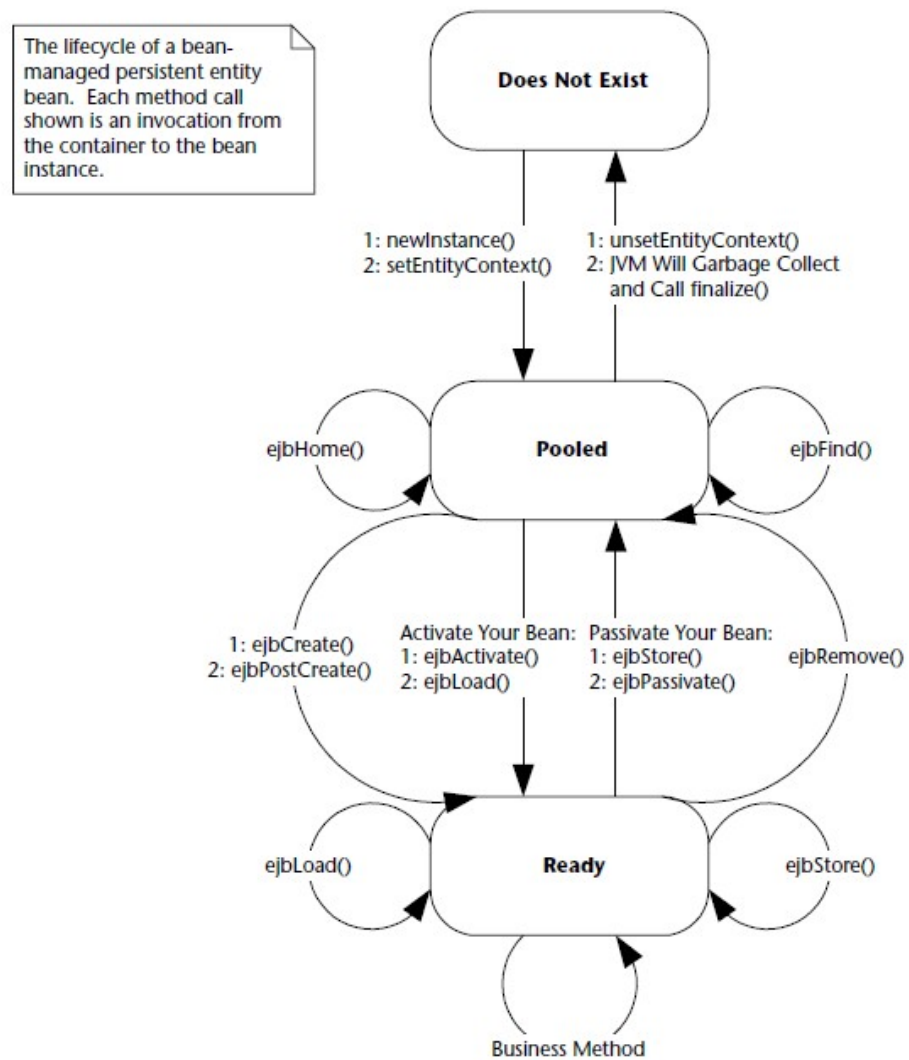 The lifecycle of a bean-
managed persistent entity
bean.  Each method call
shown is an invocation from
the container to the bean
instance.
Does Not Exist
1: newInstance()
2: setEntityContext()
1: unsetEntityContext()
2: JVM Will Garbage Collect
and Call finalize()
ejbHome()
Pooled
ejbFind()
1: ejbCreate()
2: ejbPostCreate()
Activate Your Bean:
1: ejbActivate()
2: ejbLoad()
Passivate Your Bean:
1: ejbStore()
2: ejbPassivate()
ejbRemove()
ejbLoad()
Ready
ejbStore()
Business Method